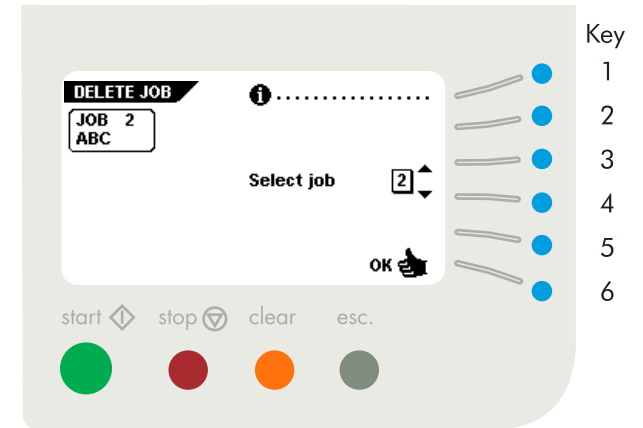 Key
DELETE JOB
1
JOB 2
ABC
2
3
Select job 2
4
5
OK
6
start stop clear esc.